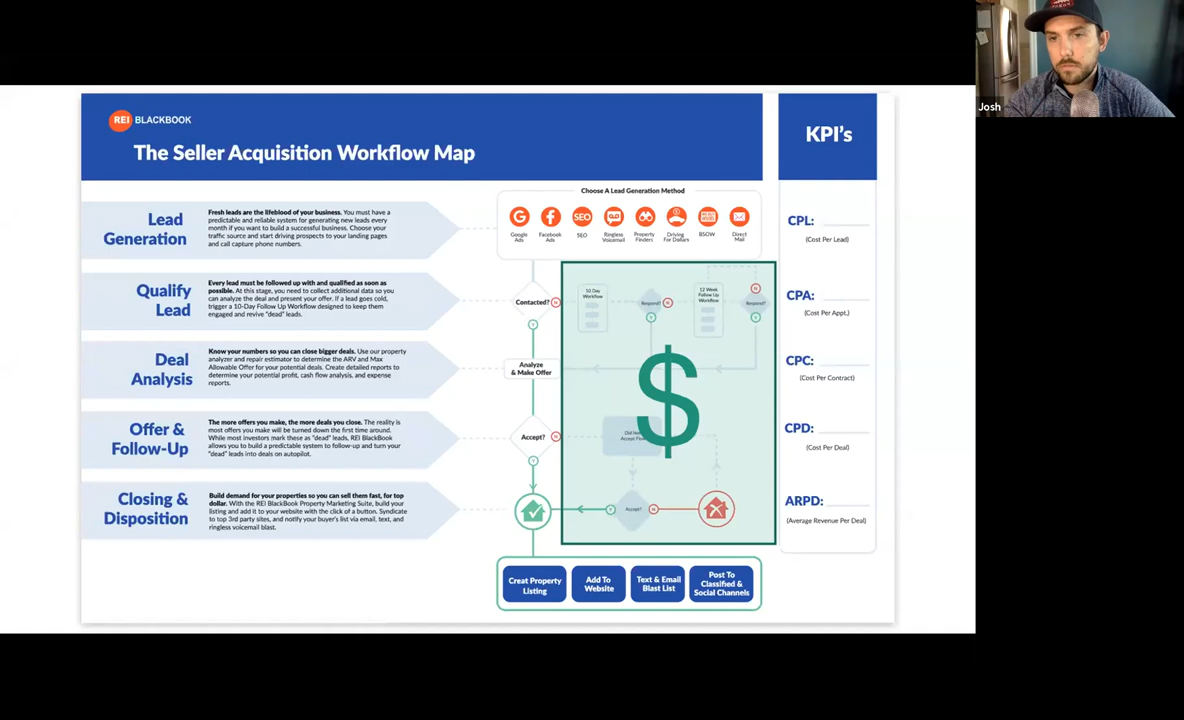 REI BLACKBOOK
The Seller Acquisition Workflow Map
KPI's
Josh
Lead
Generation
Fresh leads are the lifeblood of your business. You must have a
predictable and reliable system for generating new leads every
month if you want to build a successful business. Choose your
traffic source and start driving prospects to your landing pages
and call capture phone numbers.
Choose A Lead Generation Method
SEO
Google
Ads
Facebook
Ads
SEO
Ringless
Voicemail
Property
Finders
Driving
For Dollars
BSOW
Direct
Mail
CPL:
(Cost Per Lead)
Qualify
Lead
Every lead must be followed up with and qualified as soon as
possible. At this stage, you need to collect additional data so you
can analyze the deal and present your offer. If a lead goes cold,
trigger a 10-Day Follow Up Workflow designed to keep them
engaged and revive "dead" leads.
Contacted?
N
Y
10 Day
Workflow
Respond?
N
Y
12 Week
Follow Up
Workflow
N
Respond?
Y
CPA:
(Cost Per Appt.)
Deal
Analysis
Know your numbers so you can close bigger deals. Use our property
analyzer and repair estimator to determine the ARV and Max
Allowable Offer for your potential deals. Create detailed reports to
determine your potential profit, cash flow analysis, and expense
reports.
Analyze
& Make Offer
$
CPC:
(Cost Per Contract)
Offer &
Follow-Up
The more offers you make, the more deals you close. The reality is
most offers you make will be turned down the first time around.
While most investors mark these as "dead" leads, REI BlackBook
allows you to build a predictable system to follow-up and turn your
"dead" leads into deals on autopilot.
Accept?
N
Y
CPD:
(Cost Per Deal)
Closing &
Disposition
Build demand for your properties so you can sell them fast, for top
dollar. With the REI BlackBook Property Marketing Suite, build your
listing and add it to your website with the click of a button. Syndicate
to top 3rd party sites, and notify your buyer's list via email, text, and
ringless voicemail blast.
Y
Accept?
N
ARPD:
(Average Revenue Per Deal)
Creat Property
Listing
Add To
Website
Text & Email
Blast List
Post To
Classified &
Social Channels